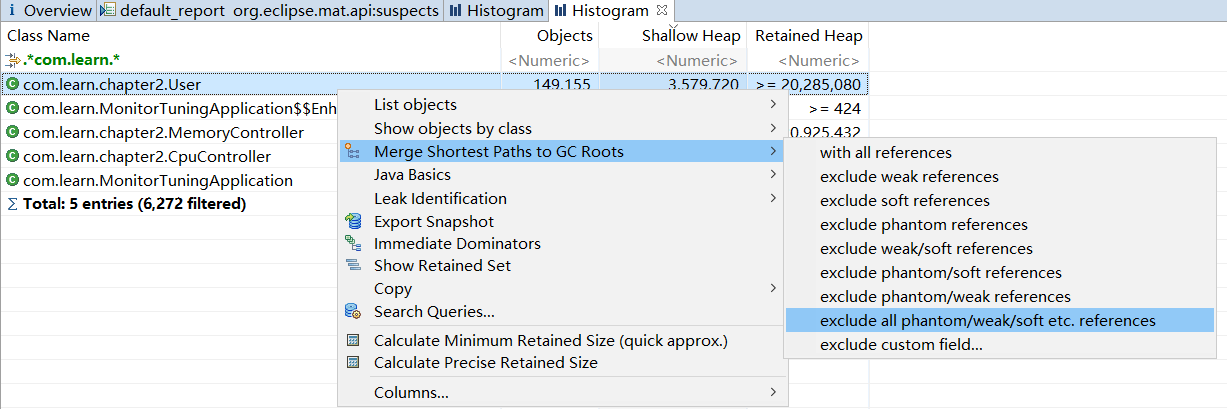 i Overview default_report org.eclipse.mat.api:suspects Histogram Histogram
Class Name Objects Shallow Heap Retained Heap
.*com.learn.* <Numeric> <Numeric> <Numeric>
com.learn.chapter2.User 149,155 3,579,720 >= 20,285,080
com.learn.MonitorTuningApplication$$Enh >= 424
com.learn.chapter2.MemoryController 0,925,432
com.learn.chapter2.CpuController
com.learn.MonitorTuningApplication
Σ Total: 5 entries (6,272 filtered)
List objects
Show objects by class
Merge Shortest Paths to GC Roots
Java Basics
Leak Identification
Export Snapshot
Immediate Dominators
Show Retained Set
Copy
Search Queries...
Calculate Minimum Retained Size (quick approx.)
Calculate Precise Retained Size
Columns...
with all references
exclude weak references
exclude soft references
exclude phantom references
exclude weak/soft references
exclude phantom/soft references
exclude phantom/weak references
exclude all phantom/weak/soft etc. references
exclude custom field...